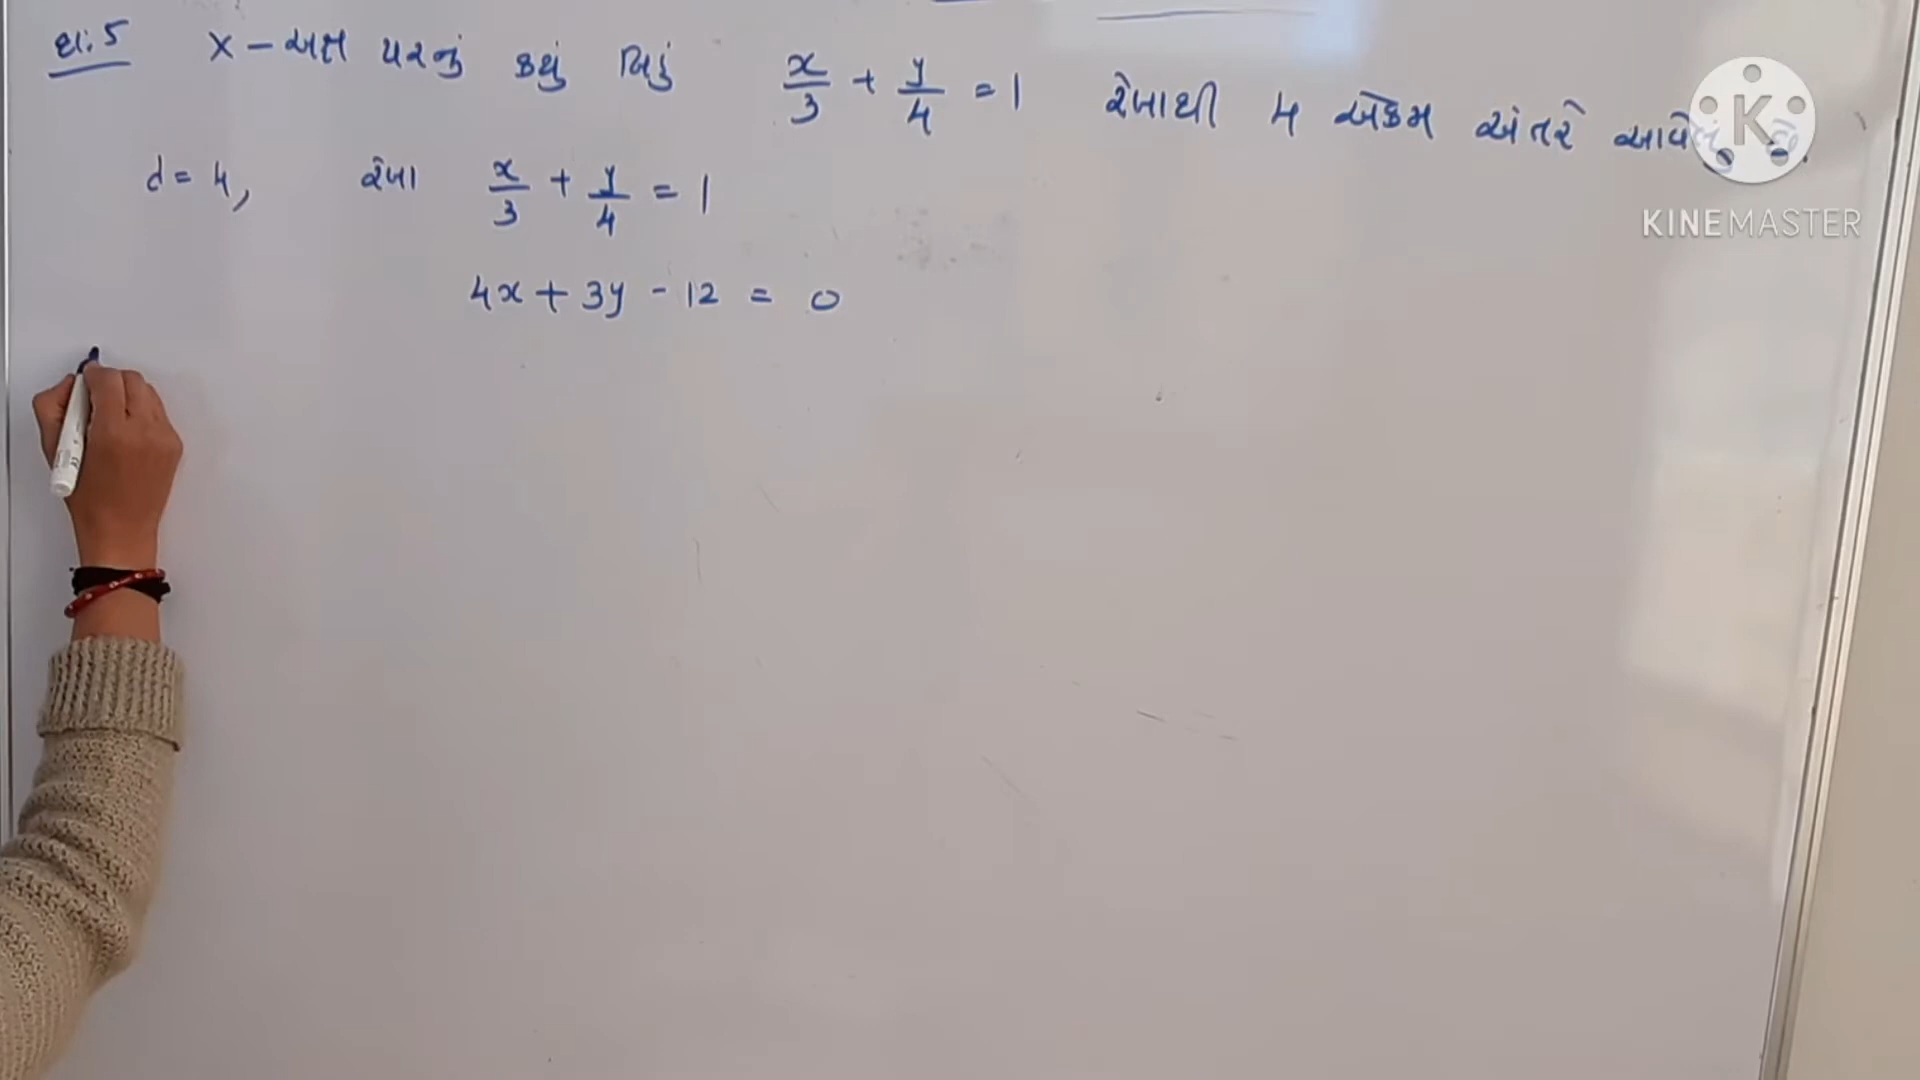 દા.5 x-અક્ષ પરનું કયું બિંદુ x/3 + y/4 = 1 રેખાથી 4 એકમ અંતરે આવેલું છે.
d = 4, રેખા x/3 + y/4 = 1
4x + 3y - 12 = 0
K
KINEMASTER